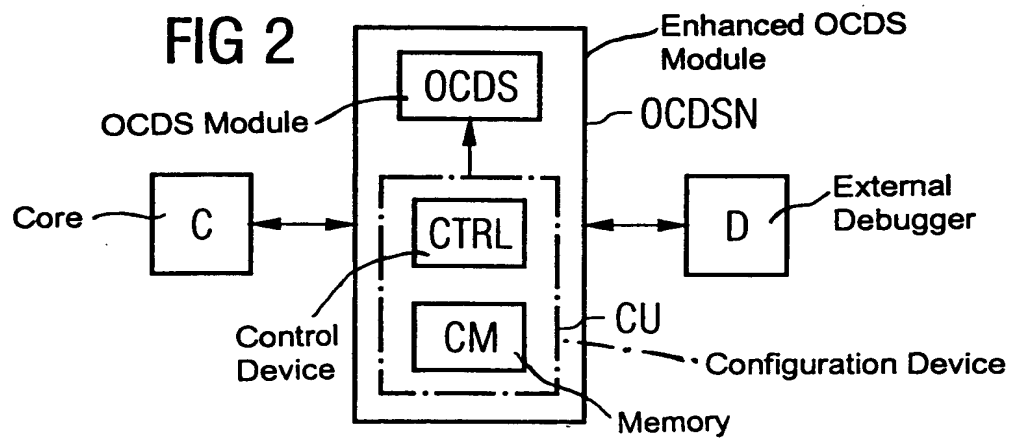 FIG 2
Enhanced OCDS
Module
OCDS
OCDS Module
OCDSN
Core
C
CTRL
D
External
Debugger
Control
Device
CM
CU
Configuration Device
Memory